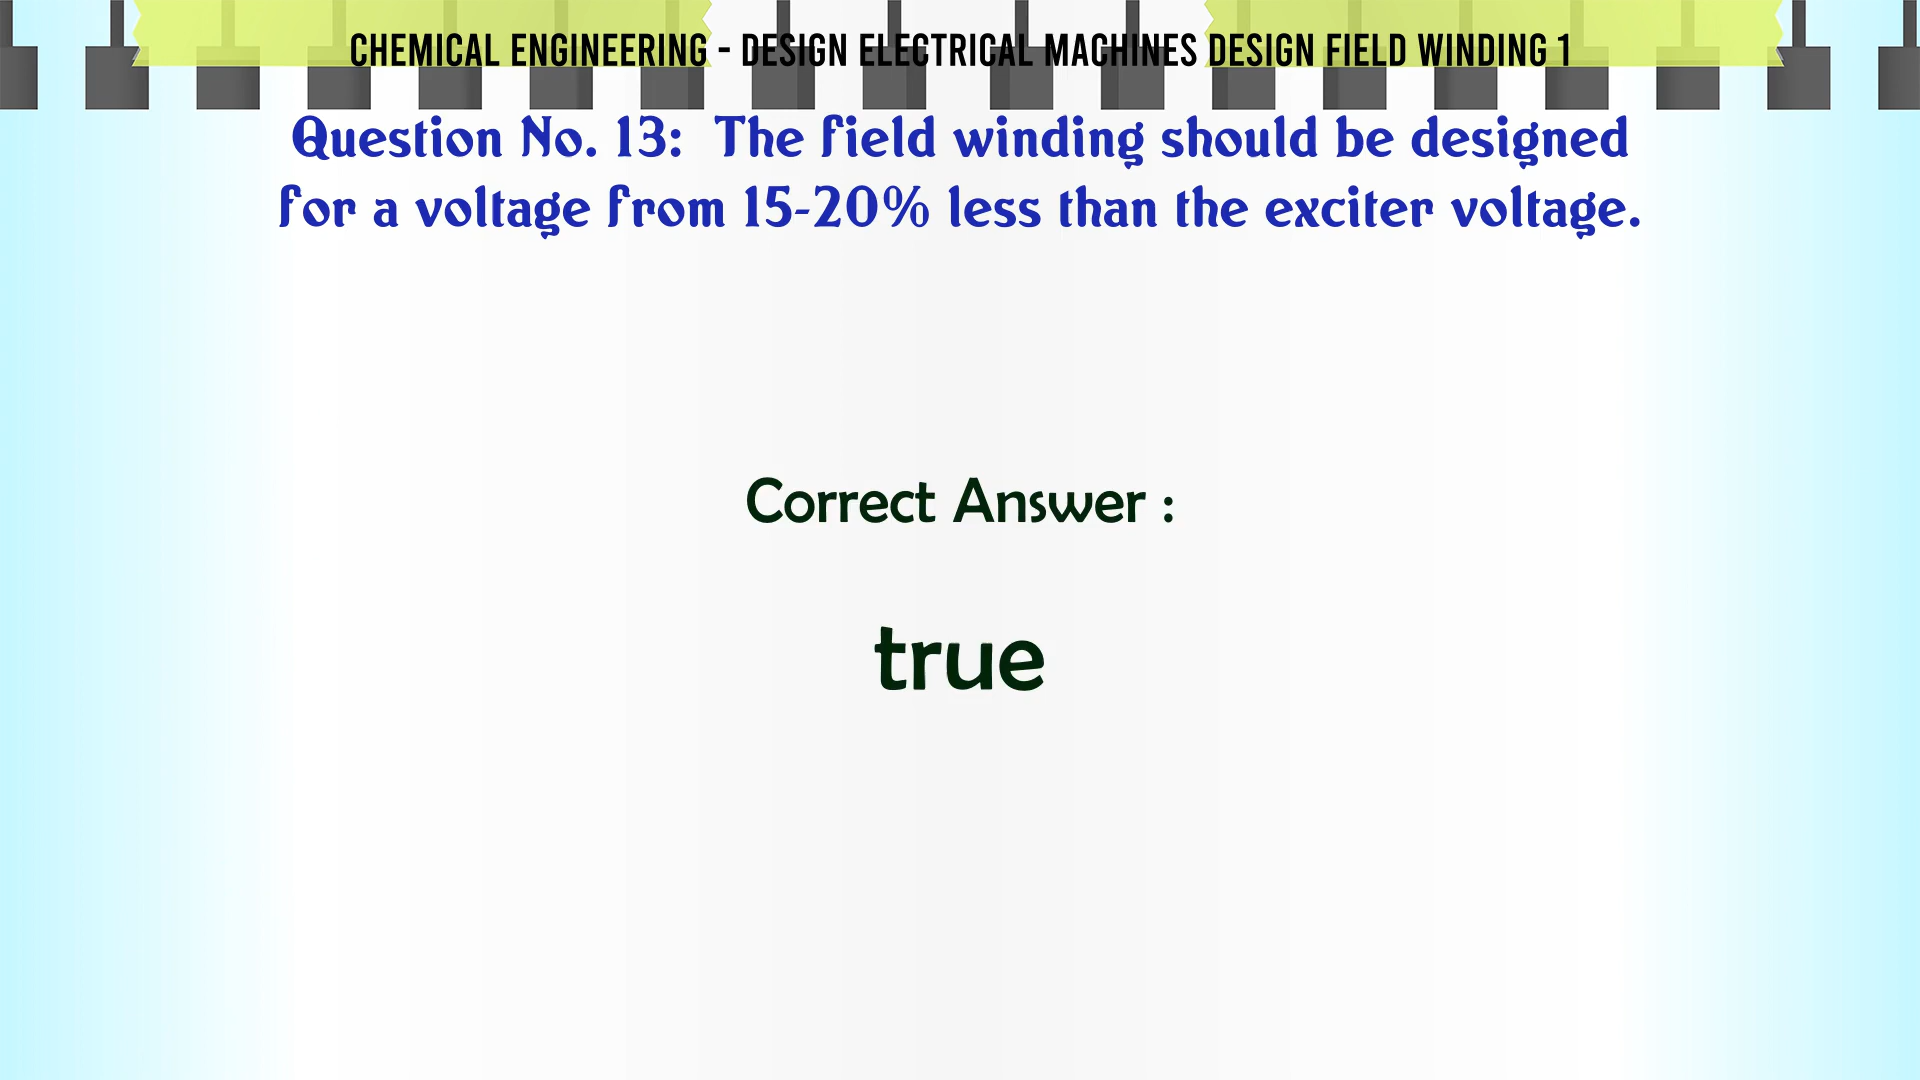 CHEMICAL ENGINEERING - DESIGN ELECTRICAL MACHINES DESIGN FIELD WINDING 1
Question No. 13: The field winding should be designed
for a voltage from 15-20% less than the exciter voltage.
Correct Answer :
true